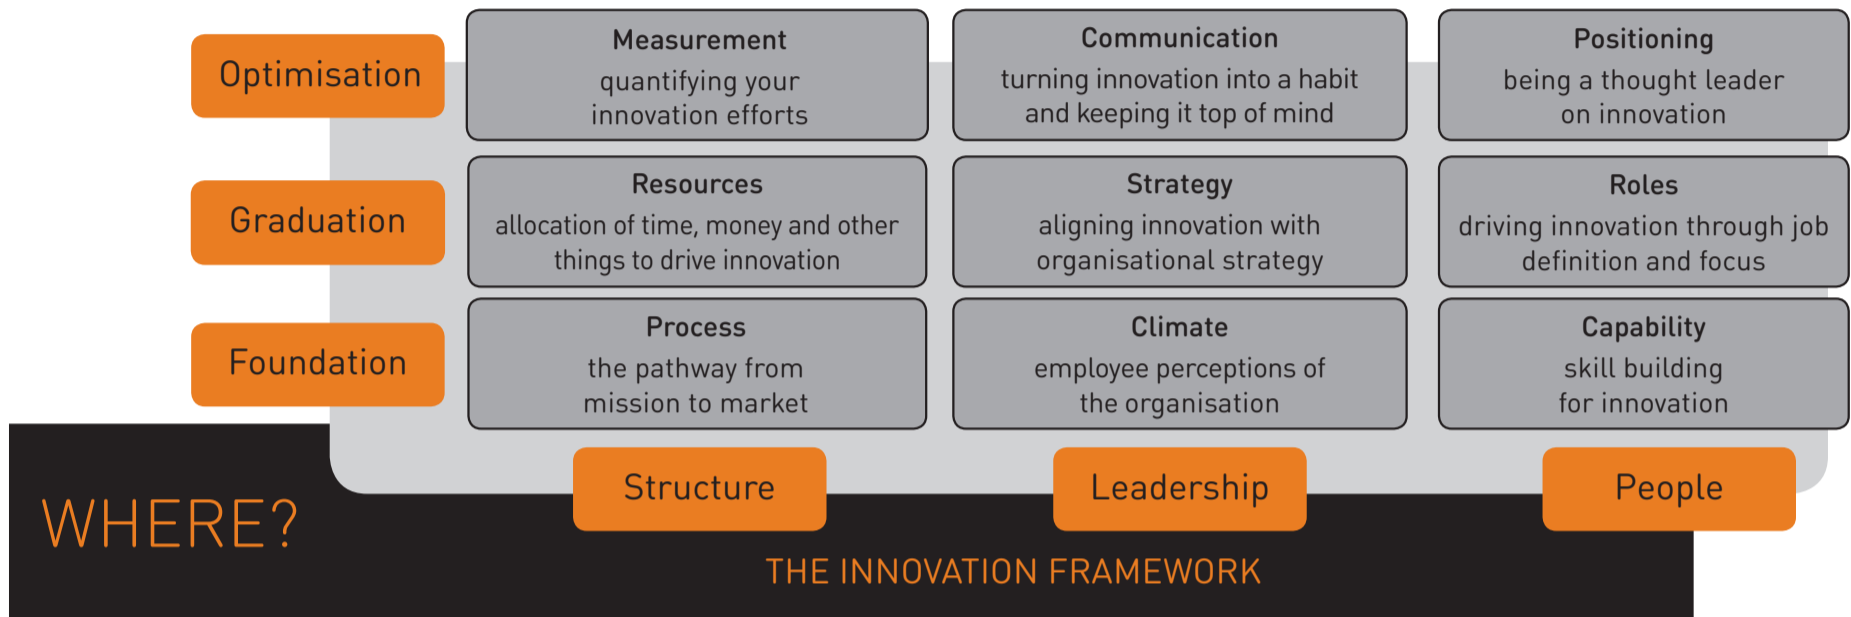 Optimisation
Measurement
quantifying your
innovation efforts
Communication
turning innovation into a habit
and keeping it top of mind
Positioning
being a thought leader
on innovation
Graduation
Resources
allocation of time, money and other
things to drive innovation
Strategy
aligning innovation with
organisational strategy
Roles
driving innovation through job
definition and focus
Foundation
Process
the pathway from
mission to market
Climate
employee perceptions of
the organisation
Capability
skill building
for innovation
Structure
Leadership
People
WHERE?
THE INNOVATION FRAMEWORK